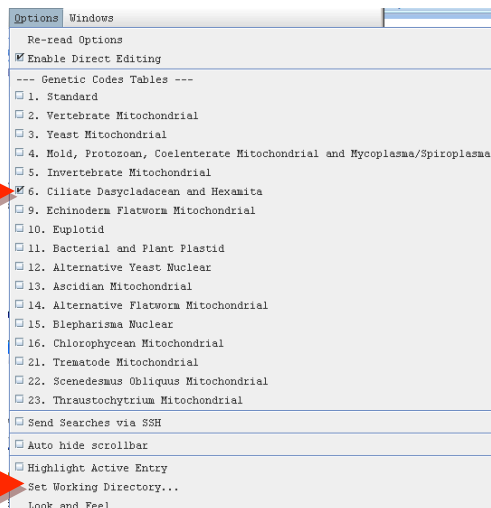 Options Windows
Re-read Options
Enable Direct Editing
--- Genetic Codes Tables ---
1. Standard
2. Vertebrate Mitochondrial
3. Yeast Mitochondrial
4. Mold, Protozoan, Coelenterate Mitochondrial and Mycoplasma/Spiroplasma
5. Invertebrate Mitochondrial
6. Ciliate Dasycladacean and Hexamita
9. Echinoderm Flatworm Mitochondrial
10. Euplotid
11. Bacterial and Plant Plastid
12. Alternative Yeast Nuclear
13. Ascidian Mitochondrial
14. Alternative Flatworm Mitochondrial
15. Blepharisma Nuclear
16. Chlorophycean Mitochondrial
21. Trematode Mitochondrial
22. Scenedesmus Obliquus Mitochondrial
23. Thraustochytrium Mitochondrial
Send Searches via SSH
Auto hide scrollbar
Highlight Active Entry
Set Working Directory...
Look and Feel